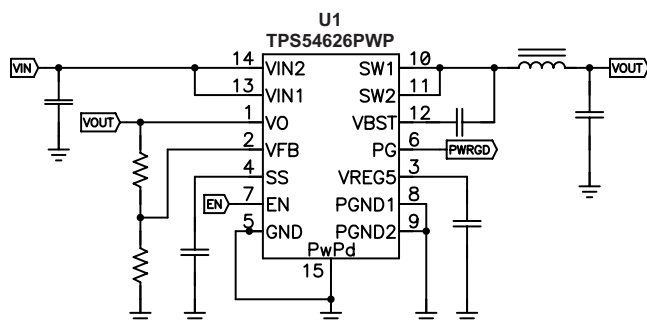 U1
TPS54626PWP
VIN
14 VIN2 SW1 10
VOUT
13 VIN1 SW2 11
VOUT
1 VO VBST 12
2 VFB PG 6
PWRGD
4 SS VREG5 3
EN
7 EN PGND1 8
5 GND PGND2 9
PwPd
15